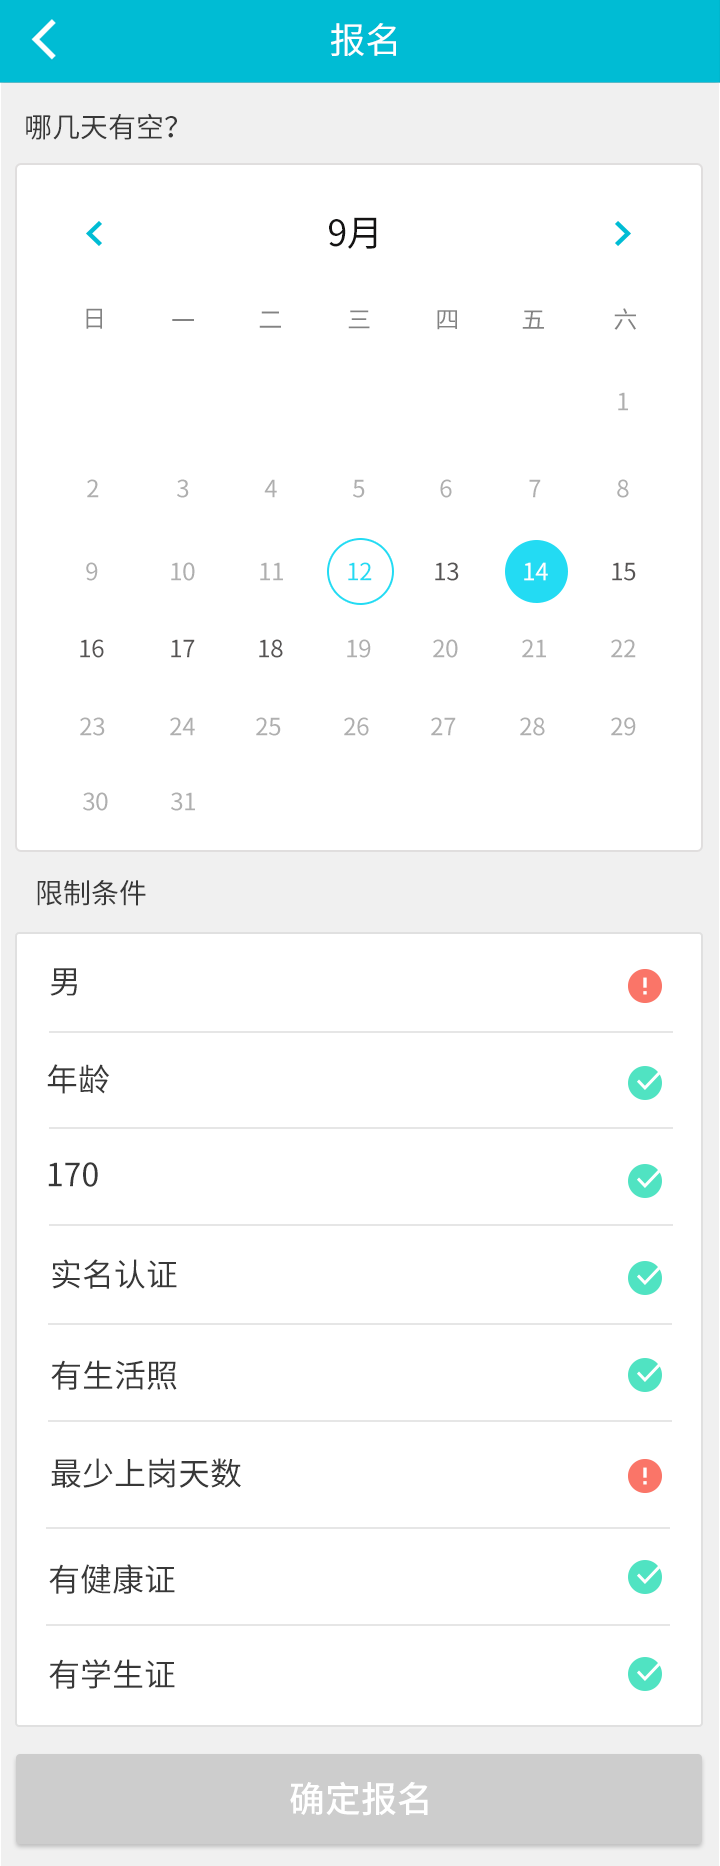 报名
哪几天有空?
9月
日 一 二 三 四 五 六
1
2 3 4 5 6 7 8
9 10 11 12 13 14 15
16 17 18 19 20 21 22
23 24 25 26 27 28 29
30 31
限制条件
男
年龄
170
实名认证
有生活照
最少上岗天数
有健康证
有学生证
确定报名